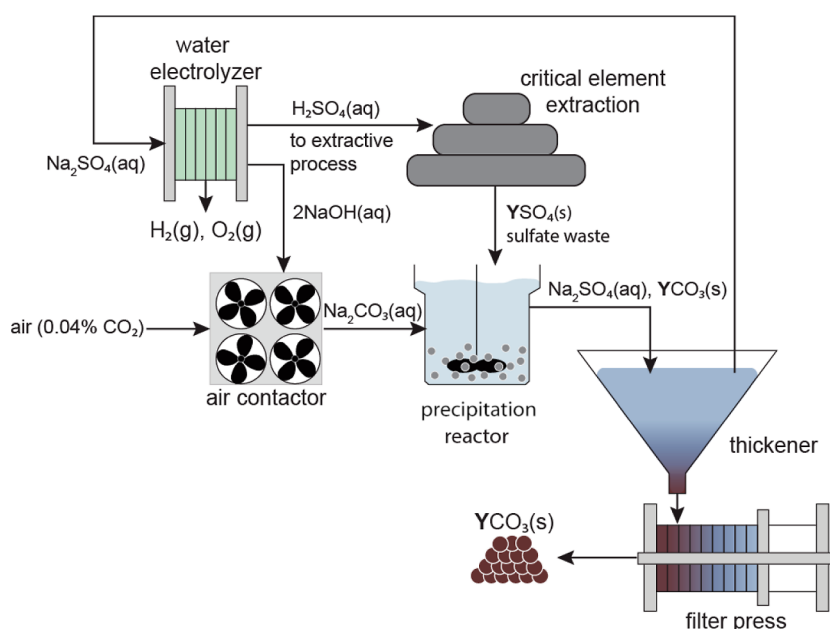 water
electrolyzer
critical element
extraction
H₂SO₄(aq)
to extractive
process
Na₂SO₄(aq)
2NaOH(aq)
H₂(g), O₂(g)
YSO₄(s)
sulfate waste
air (0.04% CO₂)
Na₂CO₃(aq)
Na₂SO₄(aq), YCO₃(s)
air contactor
precipitation
reactor
thickener
YCO₃(s)
filter press